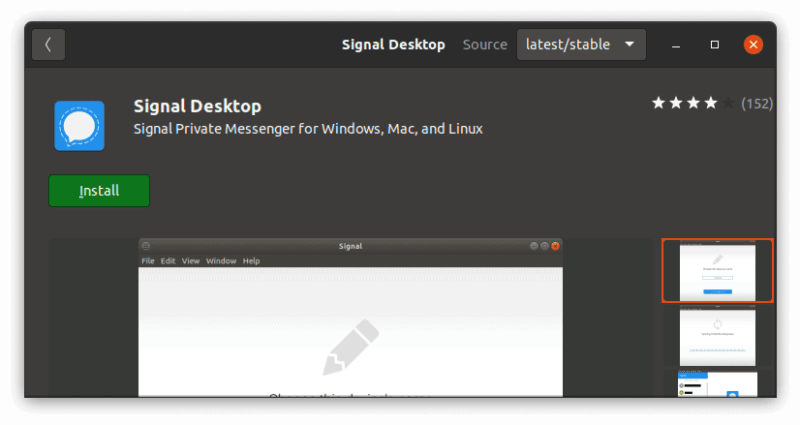 Signal Desktop Source latest/stable
Signal Desktop
(152)
Signal Private Messenger for Windows, Mac, and Linux
Install
Signal
File Edit View Window Help